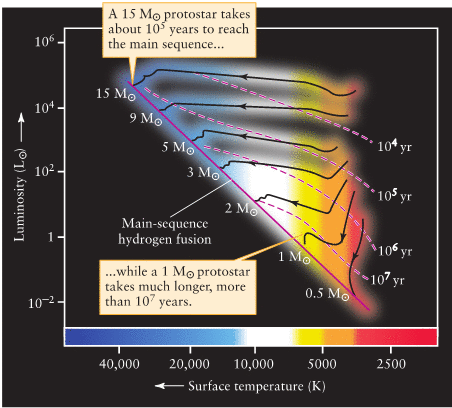 A 15 M☉ protostar takes
about 10⁵ years to reach
the main sequence...
10⁶
10⁴
10²
1
10⁻²
Luminosity (L☉)
15 M☉
9 M☉
5 M☉
3 M☉
2 M☉
1 M☉
0.5 M☉
10⁴ yr
10⁵ yr
10⁶ yr
10⁷ yr
Main-sequence
hydrogen fusion
...while a 1 M☉ protostar
takes much longer, more
than 10⁷ years.
40,000 20,000 10,000 5000 2500
Surface temperature (K)